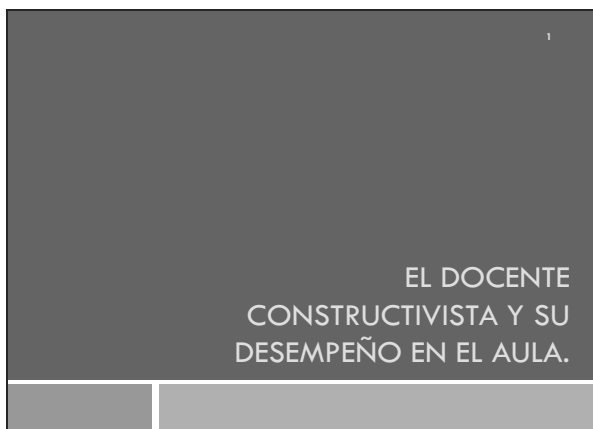 1
EL DOCENTE
CONSTRUCTIVISTA Y SU
DESEMPEÑO EN EL AULA.